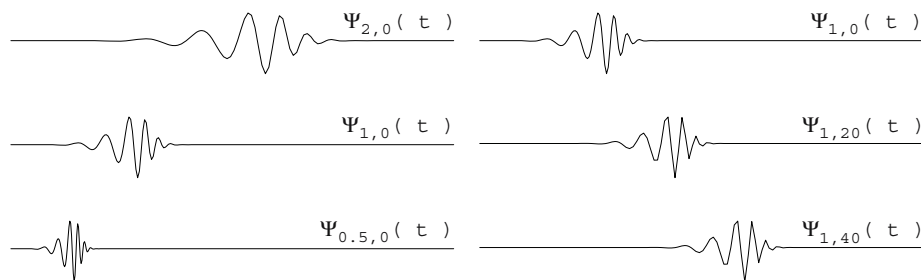 Ψ2,0( t )
Ψ1,0( t )
Ψ1,0( t )
Ψ1,20( t )
Ψ0.5,0( t )
Ψ1,40( t )